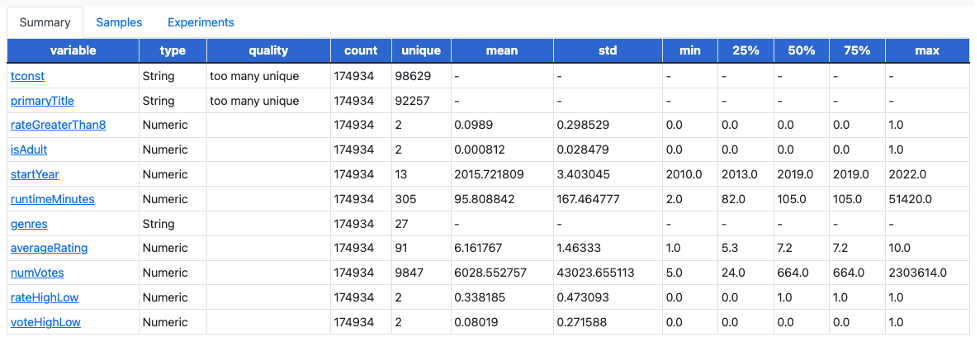 Summary Samples Experiments
variable type quality count unique mean std min 25% 50% 75% max
tconst String too many unique 174934 98629 - - - - - - -
primaryTitle String too many unique 174934 92257 - - - - - - -
rateGreaterThan8 Numeric 174934 2 0.0989 0.298529 0.0 0.0 0.0 0.0 1.0
isAdult Numeric 174934 2 0.000812 0.028479 0.0 0.0 0.0 0.0 1.0
startYear Numeric 174934 13 2015.721809 3.403045 2010.0 2013.0 2019.0 2019.0 2022.0
runtimeMinutes Numeric 174934 305 95.808842 167.464777 2.0 82.0 105.0 105.0 51420.0
genres String 174934 27 - - - - - - -
averageRating Numeric 174934 91 6.161767 1.46333 1.0 5.3 7.2 7.2 10.0
numVotes Numeric 174934 9847 6028.552757 43023.655113 5.0 24.0 664.0 664.0 2303614.0
rateHighLow Numeric 174934 2 0.338185 0.473093 0.0 0.0 1.0 1.0 1.0
voteHighLow Numeric 174934 2 0.08019 0.271588 0.0 0.0 0.0 0.0 1.0